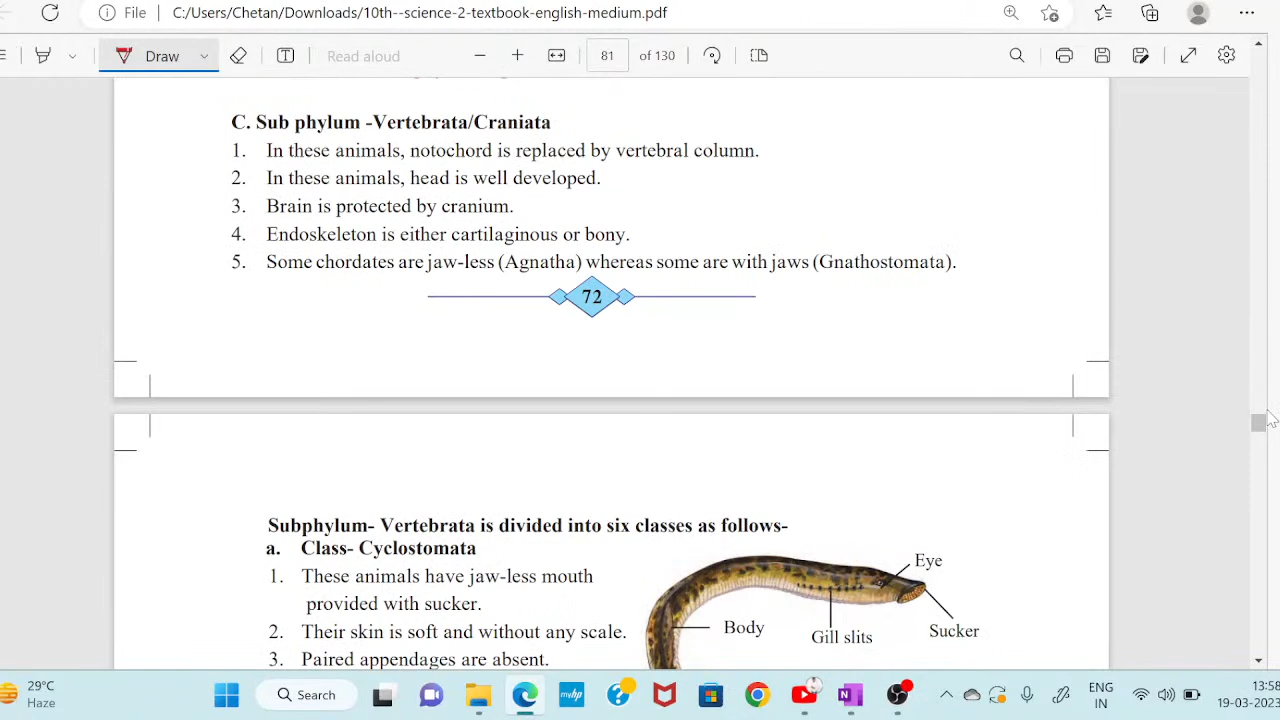 File C:/Users/Chetan/Downloads/10th--science-2-textbook-english-medium.pdf
Draw Read aloud 81 of 130
C. Sub phylum -Vertebrata/Craniata
1. In these animals, notochord is replaced by vertebral column.
2. In these animals, head is well developed.
3. Brain is protected by cranium.
4. Endoskeleton is either cartilaginous or bony.
5. Some chordates are jaw-less (Agnatha) whereas some are with jaws (Gnathostomata).
72
Subphylum- Vertebrata is divided into six classes as follows-
a. Class- Cyclostomata
1. These animals have jaw-less mouth
provided with sucker.
2. Their skin is soft and without any scale.
3. Paired appendages are absent.
Eye
Body
Gill slits
Sucker
29°C
Haze
Search
myhp
ENG
IN
13:58
19-03-2023